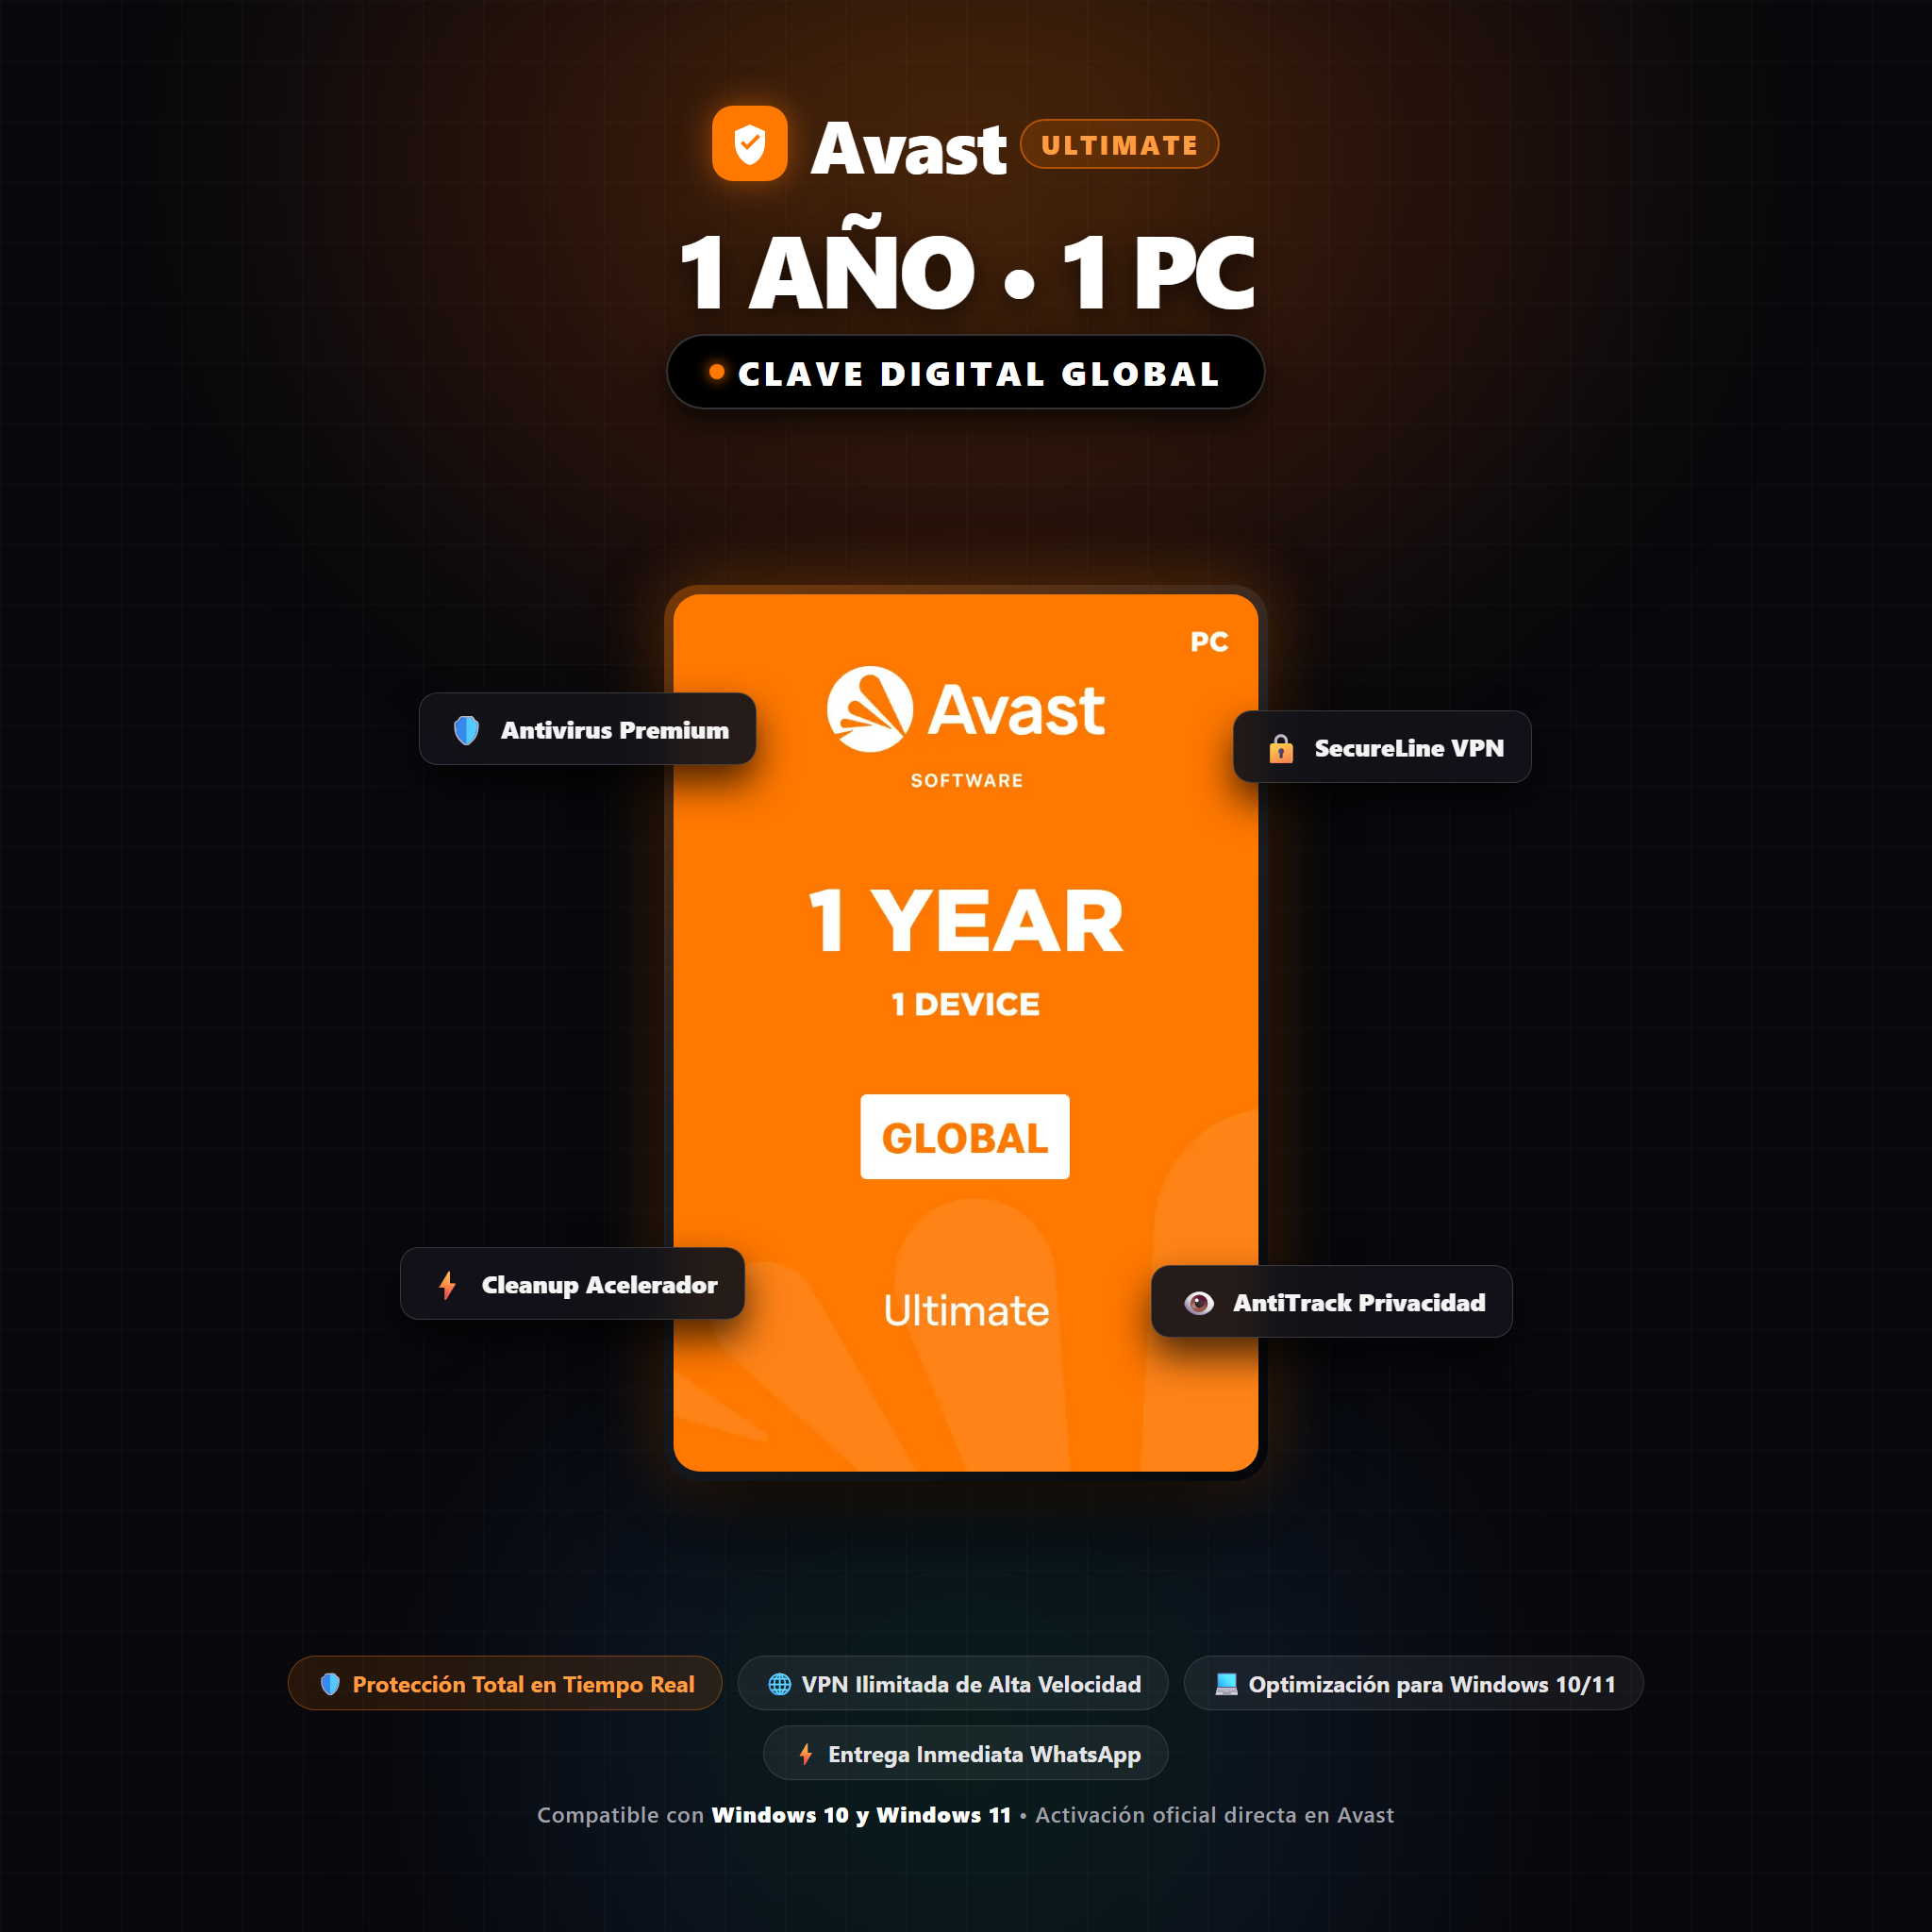 Avast ULTIMATE
1 AÑO • 1 PC
CLAVE DIGITAL GLOBAL
PC
Avast
SOFTWARE
Antivirus Premium
SecureLine VPN
1 YEAR
1 DEVICE
GLOBAL
Cleanup Acelerador
AntiTrack Privacidad
Ultimate
Protección Total en Tiempo Real
VPN Ilimitada de Alta Velocidad
Optimización para Windows 10/11
Entrega Inmediata WhatsApp
Compatible con Windows 10 y Windows 11 • Activación oficial directa en Avast